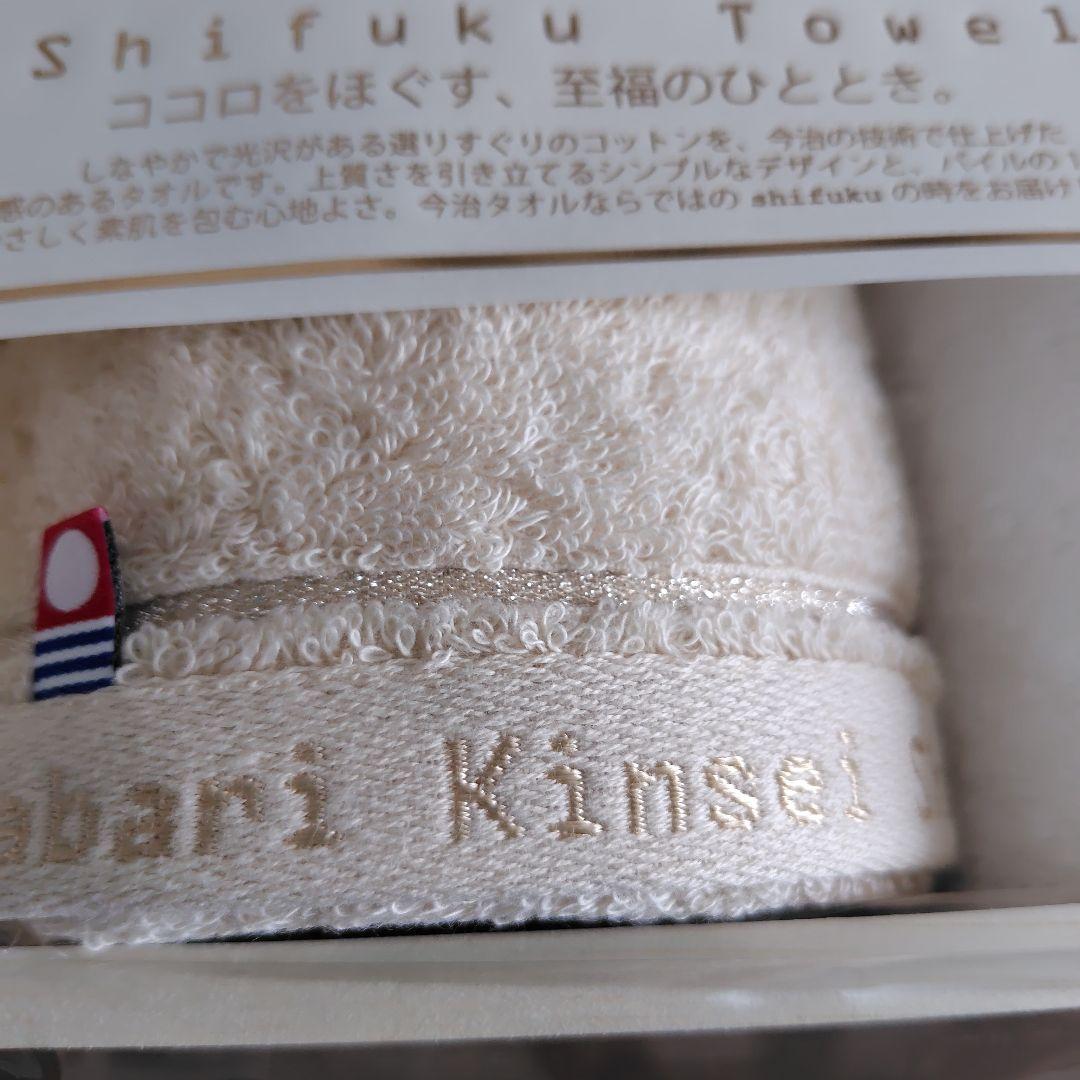 Shifuku Towel
ココロをほぐす、至福のひととき。
しなやかで光沢がある選りすぐりのコットンを、今治の技術で仕上げた
感のあるタオルです。上質さを引き立てるシンプルなデザインと、パイルの
さしく素肌を包む心地よさ。今治タオルならではの shifuku の時をお届け
abari Kinsei